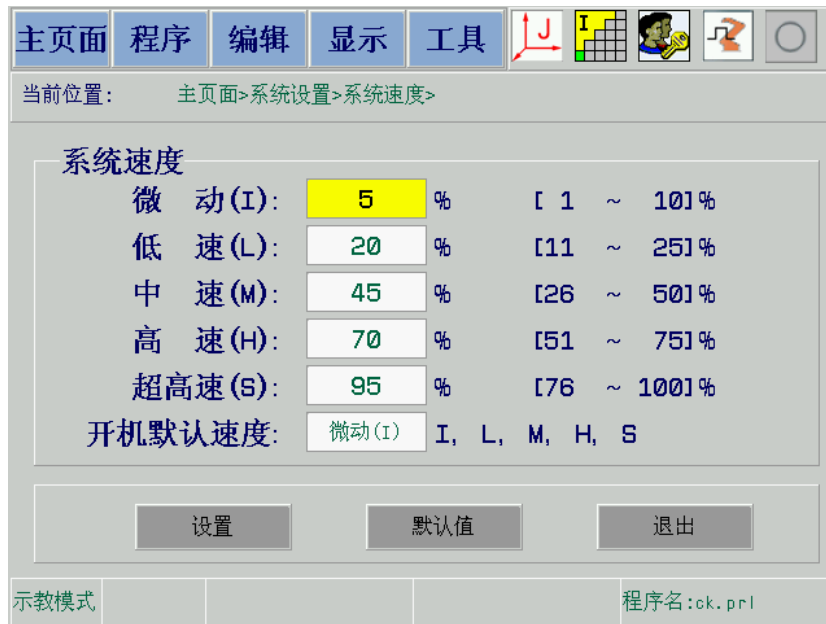 主页面 程序 编辑 显示 工具 J I
当前位置: 主页面>系统设置>系统速度>
系统速度
微 动(I): 5 % [ 1 ~ 10]%
低 速(L): 20 % [11 ~ 25]%
中 速(M): 45 % [26 ~ 50]%
高 速(H): 70 % [51 ~ 75]%
超高速(S): 95 % [76 ~ 100]%
开机默认速度: 微动(I) I, L, M, H, S
设置 默认值 退出
示教模式 程序名:ck.prl